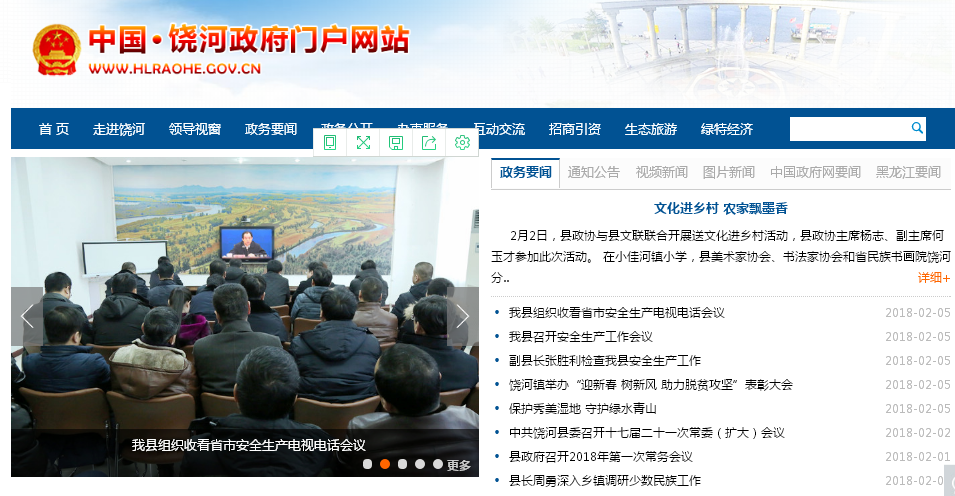 中国·饶河政府门户网站
WWW.HLRAOHE.GOV.CN
首 页 走进饶河 领导视窗 政务要闻 政务公开 办事服务 互动交流 招商引资 生态旅游 绿特经济
政务要闻 通知公告 视频新闻 图片新闻 中国政府网要闻 黑龙江要闻
文化进乡村 农家飘墨香
2月2日，县政协与县文联联合开展送文化进乡村活动，县政协主席杨志、副主席何
玉才参加此次活动。 在小佳河镇小学，县美术家协会、书法家协会和省民族书画院饶河
分..
详细+
我县组织收看省市安全生产电视电话会议 2018-02-05
我县召开安全生产工作会议 2018-02-05
副县长张胜利检查我县安全生产工作 2018-02-05
饶河镇举办“迎新春 树新风 助力脱贫攻坚”表彰大会 2018-02-05
保护秀美湿地 守护绿水青山 2018-02-05
中共饶河县委召开十七届二十一次常委（扩大）会议 2018-02-02
县政府召开2018年第一次常务会议 2018-02-01
县长周勇深入乡镇调研少数民族工作 2018-02-0
我县组织收看省市安全生产电视电话会议
更多